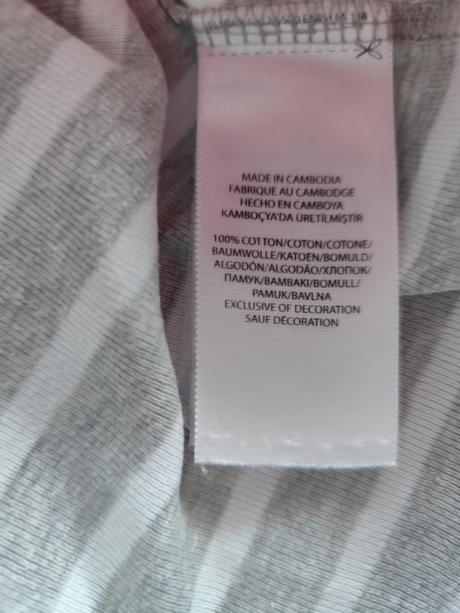 MADE IN CAMBODIA
FABRIQUE AU CAMBODGE
HECHO EN CAMBOYA
KAMBOÇYA'DA ÜRETİLMİŞTİR
100% COTTON/COTON/COTONE/
BAUMWOLLE/KATOEN/BOMULD/
ALGODÓN/ALGODÃO/ХЛОПОК/
ПАМУК/BAMBAKI/BOMULL/
PAMUK/BAVLNA
EXCLUSIVE OF DECORATION
SAUF DÉCORATION